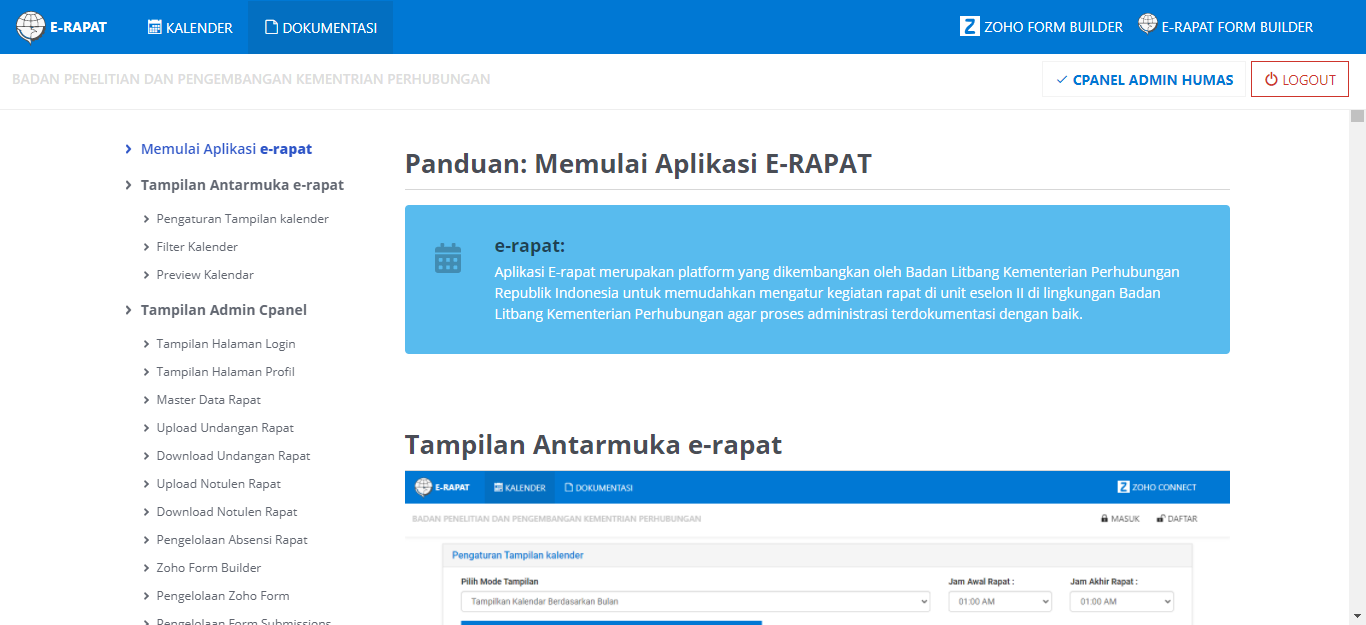 E-RAPAT KALENDER DOKUMENTASI Z ZOHO FORM BUILDER E-RAPAT FORM BUILDER
BADAN PENELITIAN DAN PENGEMBANGAN KEMENTRIAN PERHUBUNGAN CPANEL ADMIN HUMAS LOGOUT
Memulai Aplikasi e-rapat
Tampilan Antarmuka e-rapat
Pengaturan Tampilan kalender
Filter Kalender
Preview Kalendar
Tampilan Admin Cpanel
Tampilan Halaman Login
Tampilan Halaman Profil
Master Data Rapat
Upload Undangan Rapat
Download Undangan Rapat
Upload Notulen Rapat
Download Notulen Rapat
Pengelolaan Absensi Rapat
Zoho Form Builder
Pengelolaan Zoho Form
Pengelolaan Form Submissions
Panduan: Memulai Aplikasi E-RAPAT
e-rapat:
Aplikasi E-rapat merupakan platform yang dikembangkan oleh Badan Litbang Kementerian Perhubungan
Republik Indonesia untuk memudahkan mengatur kegiatan rapat di unit eselon II di lingkungan Badan
Litbang Kementerian Perhubungan agar proses administrasi terdokumentasi dengan baik.
Tampilan Antarmuka e-rapat
E-RAPAT KALENDER DOKUMENTASI Z ZOHO CONNECT
BADAN PENELITIAN DAN PENGEMBANGAN KEMENTRIAN PERHUBUNGAN MASUK DAFTAR
Pengaturan Tampilan kalender
Pilih Mode Tampilan Jam Awal Rapat : Jam Akhir Rapat :
Tampilkan Kalendar Berdasarkan Bulan 01:00 AM 01:00 AM